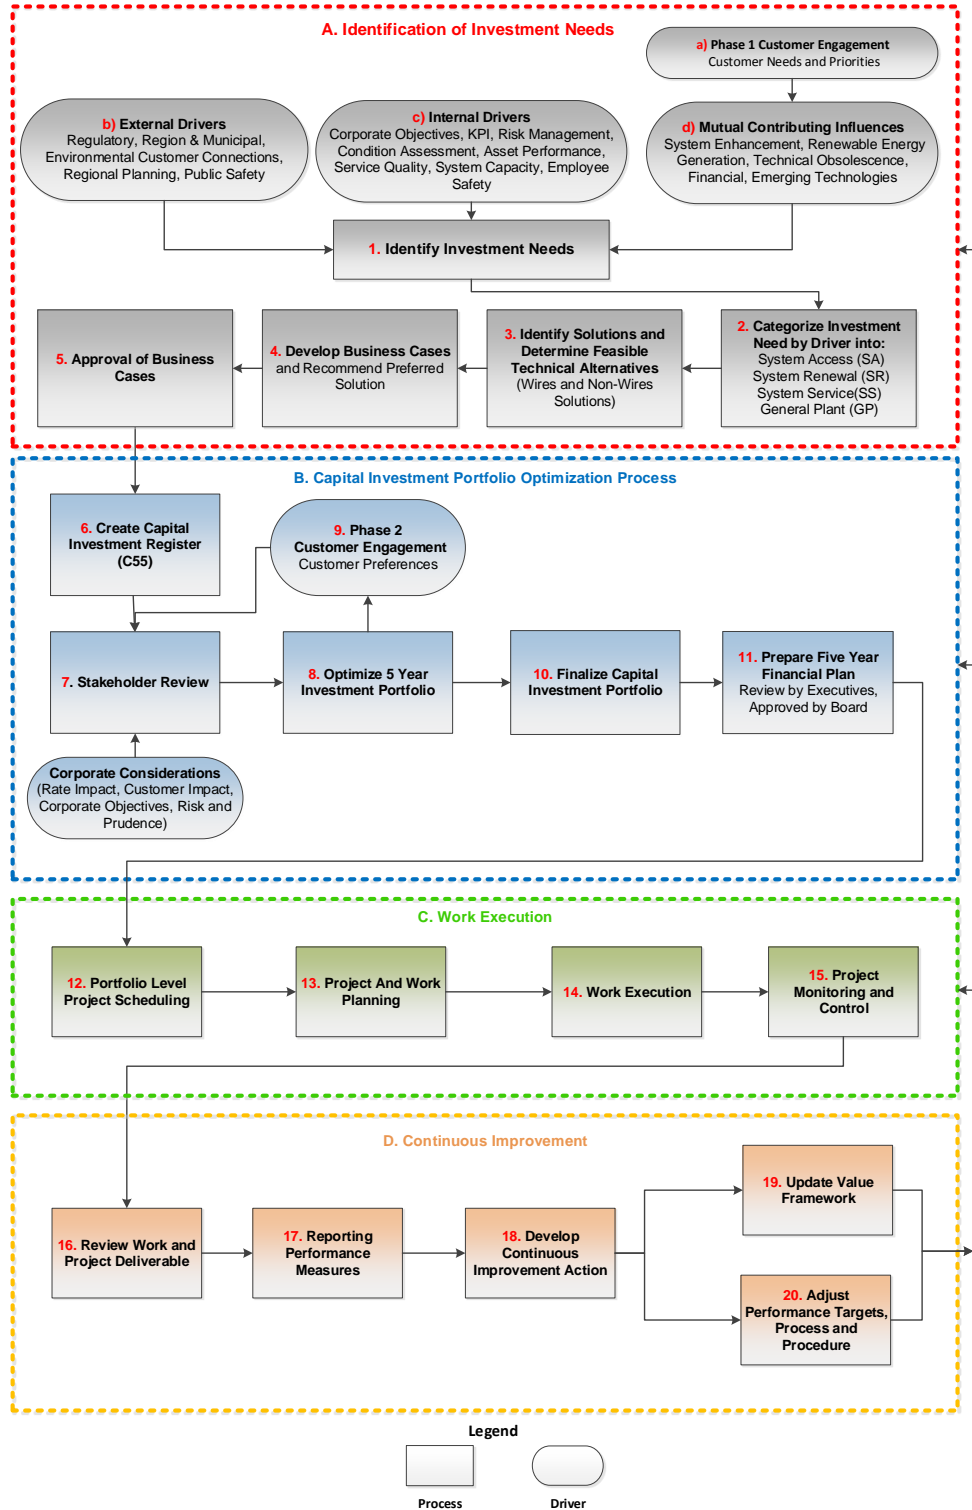 A. Identification of Investment Needs
a) Phase 1 Customer Engagement
Customer Needs and Priorities
b) External Drivers
Regulatory, Region & Municipal,
Environmental Customer Connections,
Regional Planning, Public Safety
c) Internal Drivers
Corporate Objectives, KPI, Risk Management,
Condition Assessment, Asset Performance,
Service Quality, System Capacity, Employee
Safety
d) Mutual Contributing Influences
System Enhancement, Renewable Energy
Generation, Technical Obsolescence,
Financial, Emerging Technologies
1. Identify Investment Needs
5. Approval of Business
Cases
4. Develop Business Cases
and Recommend Preferred
Solution
3. Identify Solutions and
Determine Feasible
Technical Alternatives
(Wires and Non-Wires
Solutions)
2. Categorize Investment
Need by Driver into:
System Access (SA)
System Renewal (SR)
System Service(SS)
General Plant (GP)
B. Capital Investment Portfolio Optimization Process
6. Create Capital
Investment Register
(C55)
9. Phase 2
Customer Engagement
Customer Preferences
7. Stakeholder Review
8. Optimize 5 Year
Investment Portfolio
10. Finalize Capital
Investment Portfolio
11. Prepare Five Year
Financial Plan
Review by Executives,
Approved by Board
Corporate Considerations
(Rate Impact, Customer Impact,
Corporate Objectives, Risk and
Prudence)
C. Work Execution
12. Portfolio Level
Project Scheduling
13. Project And Work
Planning
14. Work Execution
15. Project
Monitoring and
Control
D. Continuous Improvement
16. Review Work and
Project Deliverable
17. Reporting
Performance
Measures
18. Develop
Continuous
Improvement Action
19. Update Value
Framework
20. Adjust
Performance Targets,
Process and
Procedure
Legend
Process
Driver